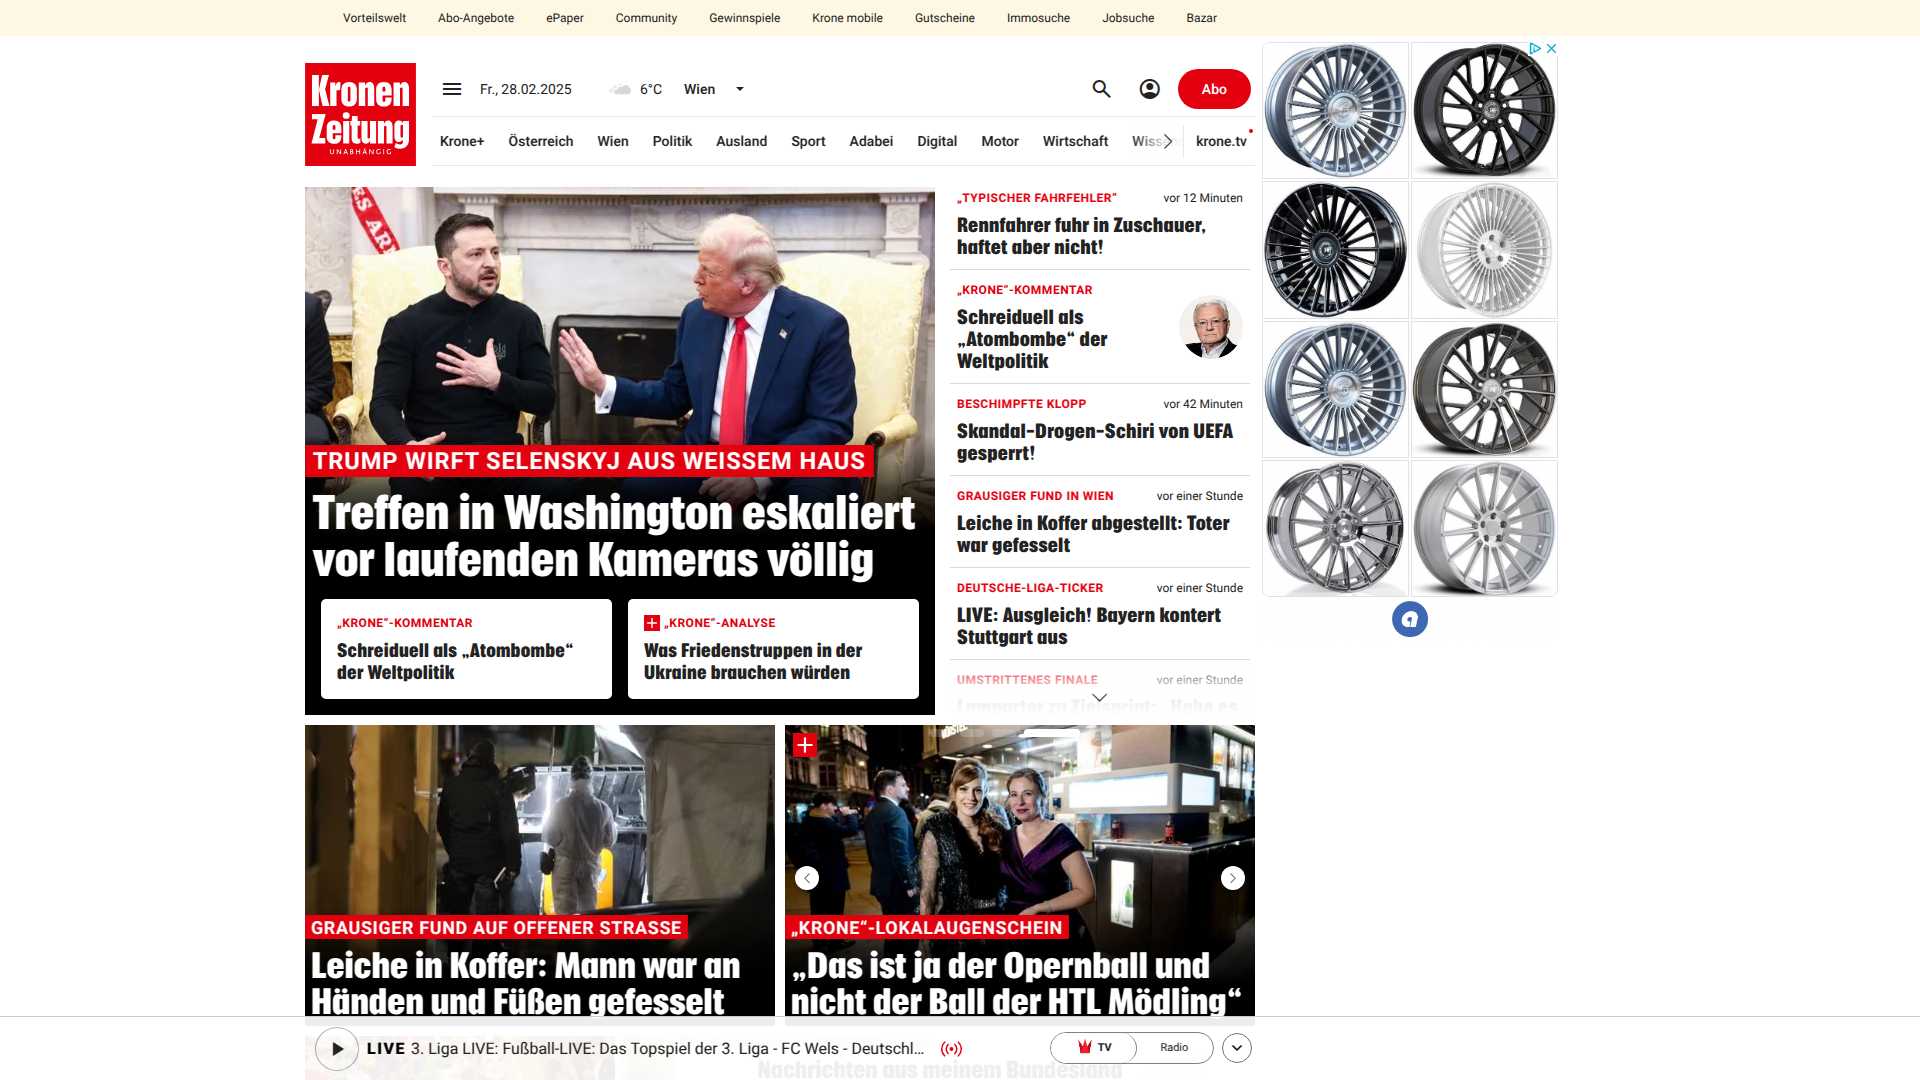 Vorteilswelt Abo-Angebote ePaper Community Gewinnspiele Krone mobile Gutscheine Immosuche Jobsuche Bazar
Kronen
Zeitung
UNABHÄNGIG
Fr., 28.02.2025 6°C Wien
Abo
Krone+ Österreich Wien Politik Ausland Sport Adabei Digital Motor Wirtschaft krone.tv
TRUMP WIRFT SELENSKYJ AUS WEISSEM HAUS
Treffen in Washington eskaliert
vor laufenden Kameras völlig
„KRONE“-KOMMENTAR
Schreiduell als „Atombombe“
der Weltpolitik
„KRONE“-ANALYSE
Was Friedenstruppen in der
Ukraine brauchen würden
„TYPISCHER FAHRFEHLER“ vor 12 Minuten
Rennfahrer fuhr in Zuschauer,
haftet aber nicht!
„KRONE“-KOMMENTAR
Schreiduell als
„Atombombe“ der
Weltpolitik
BESCHIMPFTE KLOPP vor 42 Minuten
Skandal-Drogen-Schiri von UEFA
gesperrt!
GRAUSIGER FUND IN WIEN vor einer Stunde
Leiche in Koffer abgestellt: Toter
war gefesselt
DEUTSCHE-LIGA-TICKER vor einer Stunde
LIVE: Ausgleich! Bayern kontert
Stuttgart aus
UMSTRITTENES FINALE vor einer Stunde
Lamparter zu Zielsprint: „Habe es
GRAUSIGER FUND AUF OFFENER STRASSE
Leiche in Koffer: Mann war an
Händen und Füßen gefesselt
„KRONE“-LOKALAUGENSCHEIN
„Das ist ja der Opernball und
nicht der Ball der HTL Mödling“
LIVE 3. Liga LIVE: Fußball-LIVE: Das Topspiel der 3. Liga - FC Wels - Deutschl...
TV Radio
Nachrichten aus meinem Bundesland